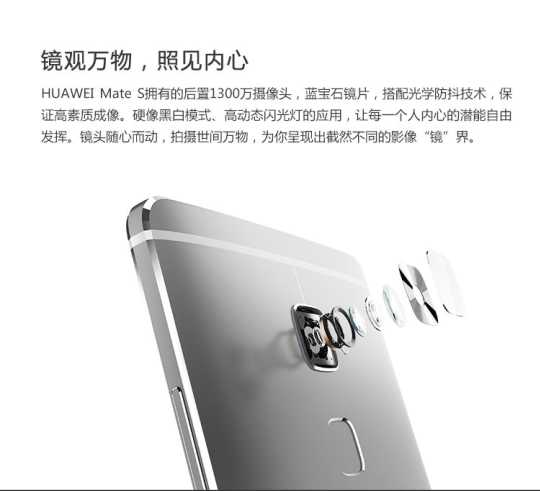 镜观万物，照见内心
HUAWEI Mate S拥有的后置1300万摄像头，蓝宝石镜片，搭配光学防抖技术，保
证高素质成像。硬像黑白模式、高动态闪光灯的应用，让每一个人内心的潜能自由
发挥。镜头随心而动，拍摄世间万物，为你呈现出截然不同的影像“镜”界。